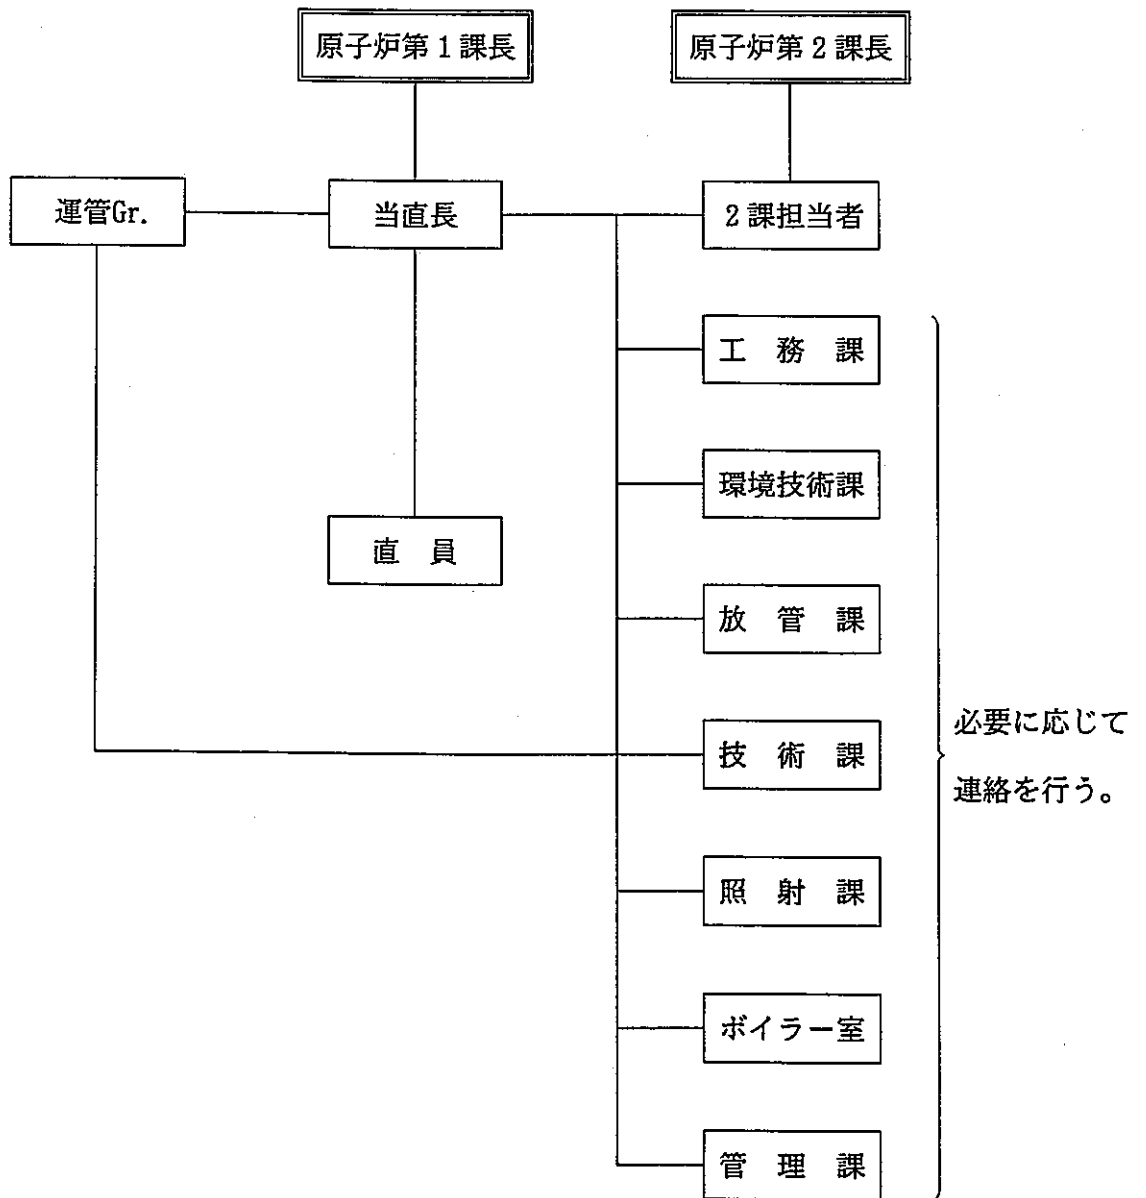 原子炉第1課長
原子炉第2課長
運管Gr.
当直長
2課担当者
工務課
環境技術課
直員
放管課
技術課
必要に応じて
連絡を行う。
照射課
ボイラー室
管理課